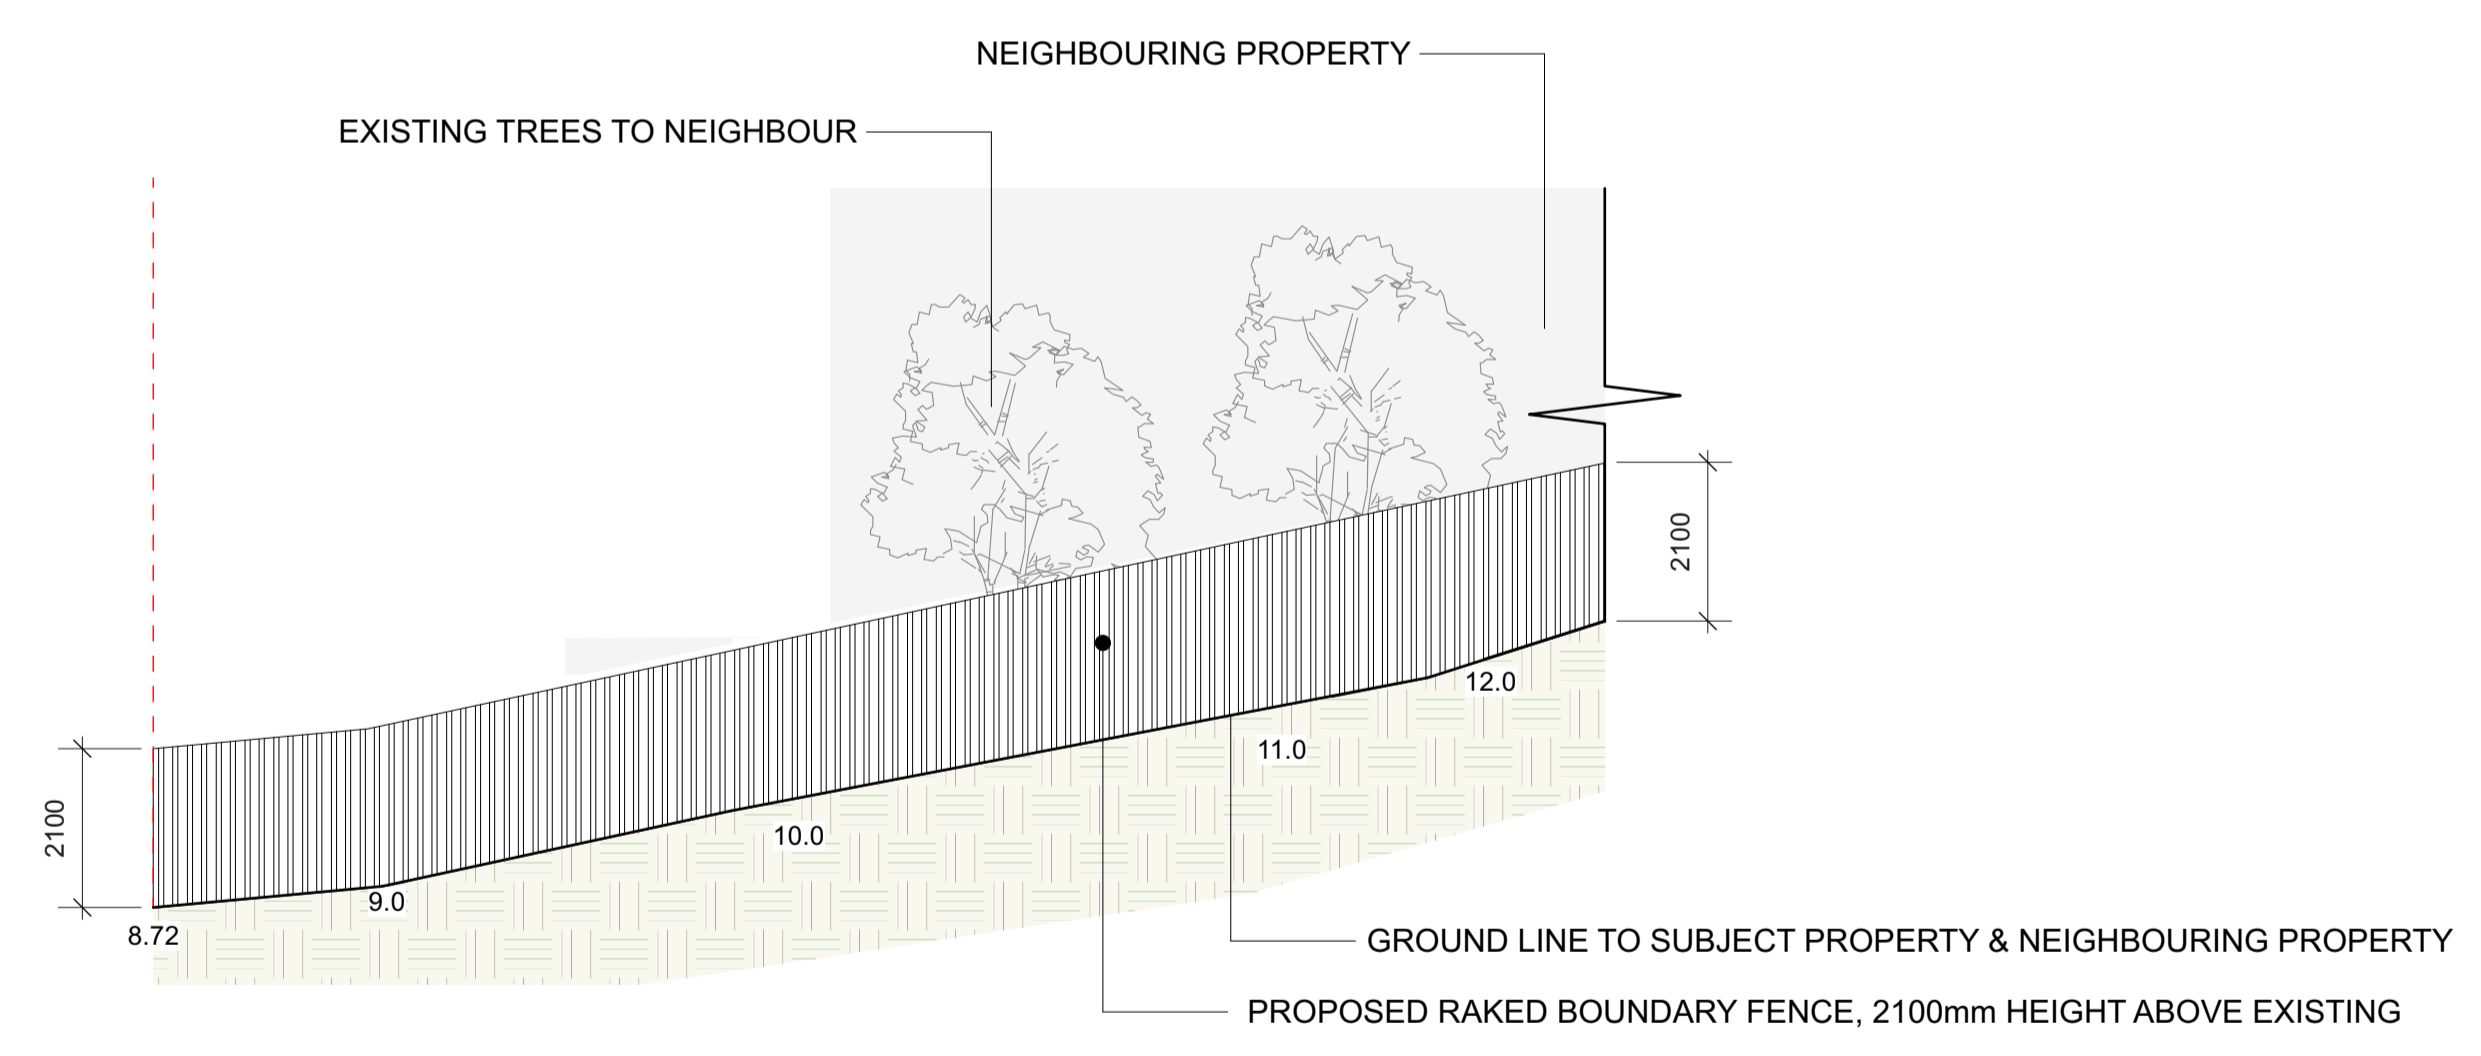 NEIGHBOURING PROPERTY
EXISTING TREES TO NEIGHBOUR
2100
12.0
11.0
10.0
2100
9.0
8.72
GROUND LINE TO SUBJECT PROPERTY & NEIGHBOURING PROPERTY
PROPOSED RAKED BOUNDARY FENCE, 2100mm HEIGHT ABOVE EXISTING